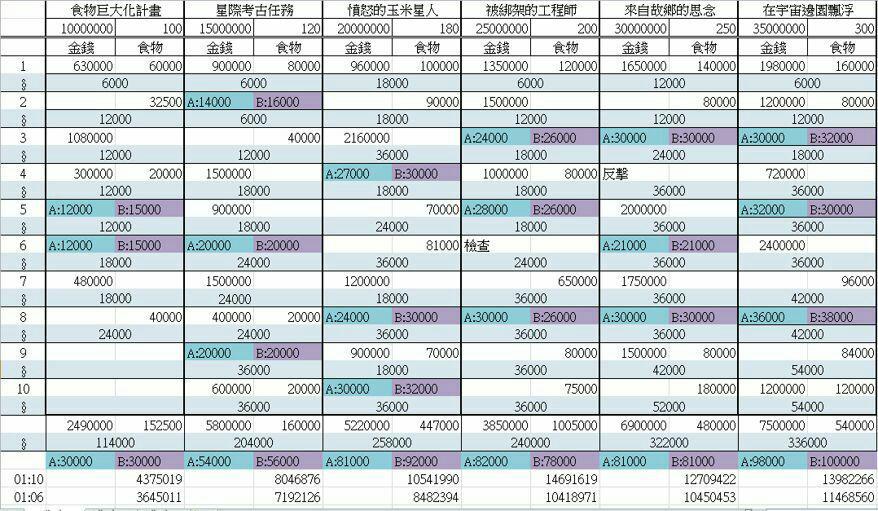 食物巨大化計畫 星際考古任務 憤怒的玉米星人 被綁架的工程師 來自故鄉的思念 在宇宙邊園飄浮
10000000 100 15000000 120 20000000 180 25000000 200 30000000 250 35000000 300
金錢 食物 金錢 食物 金錢 食物 金錢 食物 金錢 食物 金錢 食物
1 630000 60000 900000 80000 960000 100000 1350000 120000 1650000 140000 1980000 160000
§ 6000 6000 18000 6000 12000 6000
2 32500 A:14000 B:16000 90000 1500000 80000 1200000 80000
§ 12000 6000 18000 12000 12000 12000
3 1080000 40000 2160000 A:24000 B:26000 A:30000 B:30000 A:30000 B:32000
§ 12000 12000 36000 18000 24000 18000
4 300000 20000 1500000 A:27000 B:30000 1000000 80000 反擊 720000
§ 12000 18000 18000 18000 36000 36000
5 A:12000 B:15000 900000 70000 A:28000 B:26000 2000000 A:32000 B:30000
§ 12000 18000 24000 18000 36000 36000
6 A:12000 B:15000 A:20000 B:20000 81000 檢查 A:21000 B:21000 2400000
§ 18000 24000 36000 24000 36000 36000
7 480000 1500000 1200000 650000 1750000 96000
§ 18000 24000 18000 36000 36000 42000
8 40000 400000 20000 A:24000 B:30000 A:30000 B:26000 A:30000 B:30000 A:36000 B:38000
§ 24000 24000 36000 36000 36000 42000
9 A:20000 B:20000 900000 70000 80000 1500000 80000 84000
§ 36000 18000 36000 42000 54000
10 600000 20000 A:30000 B:32000 75000 180000 1200000 120000
§ 36000 36000 36000 52000 54000
2490000 152500 5800000 160000 5220000 447000 3850000 1005000 6900000 480000 7500000 540000
§ 114000 204000 258000 240000 322000 336000
A:30000 B:30000 A:54000 B:56000 A:81000 B:92000 A:82000 B:78000 A:81000 B:81000 A:98000 B:100000
01:10 4375019 8046876 10541990 14691619 12709422 13982266
01:06 3645011 7192126 8482394 10418971 10450453 11468560